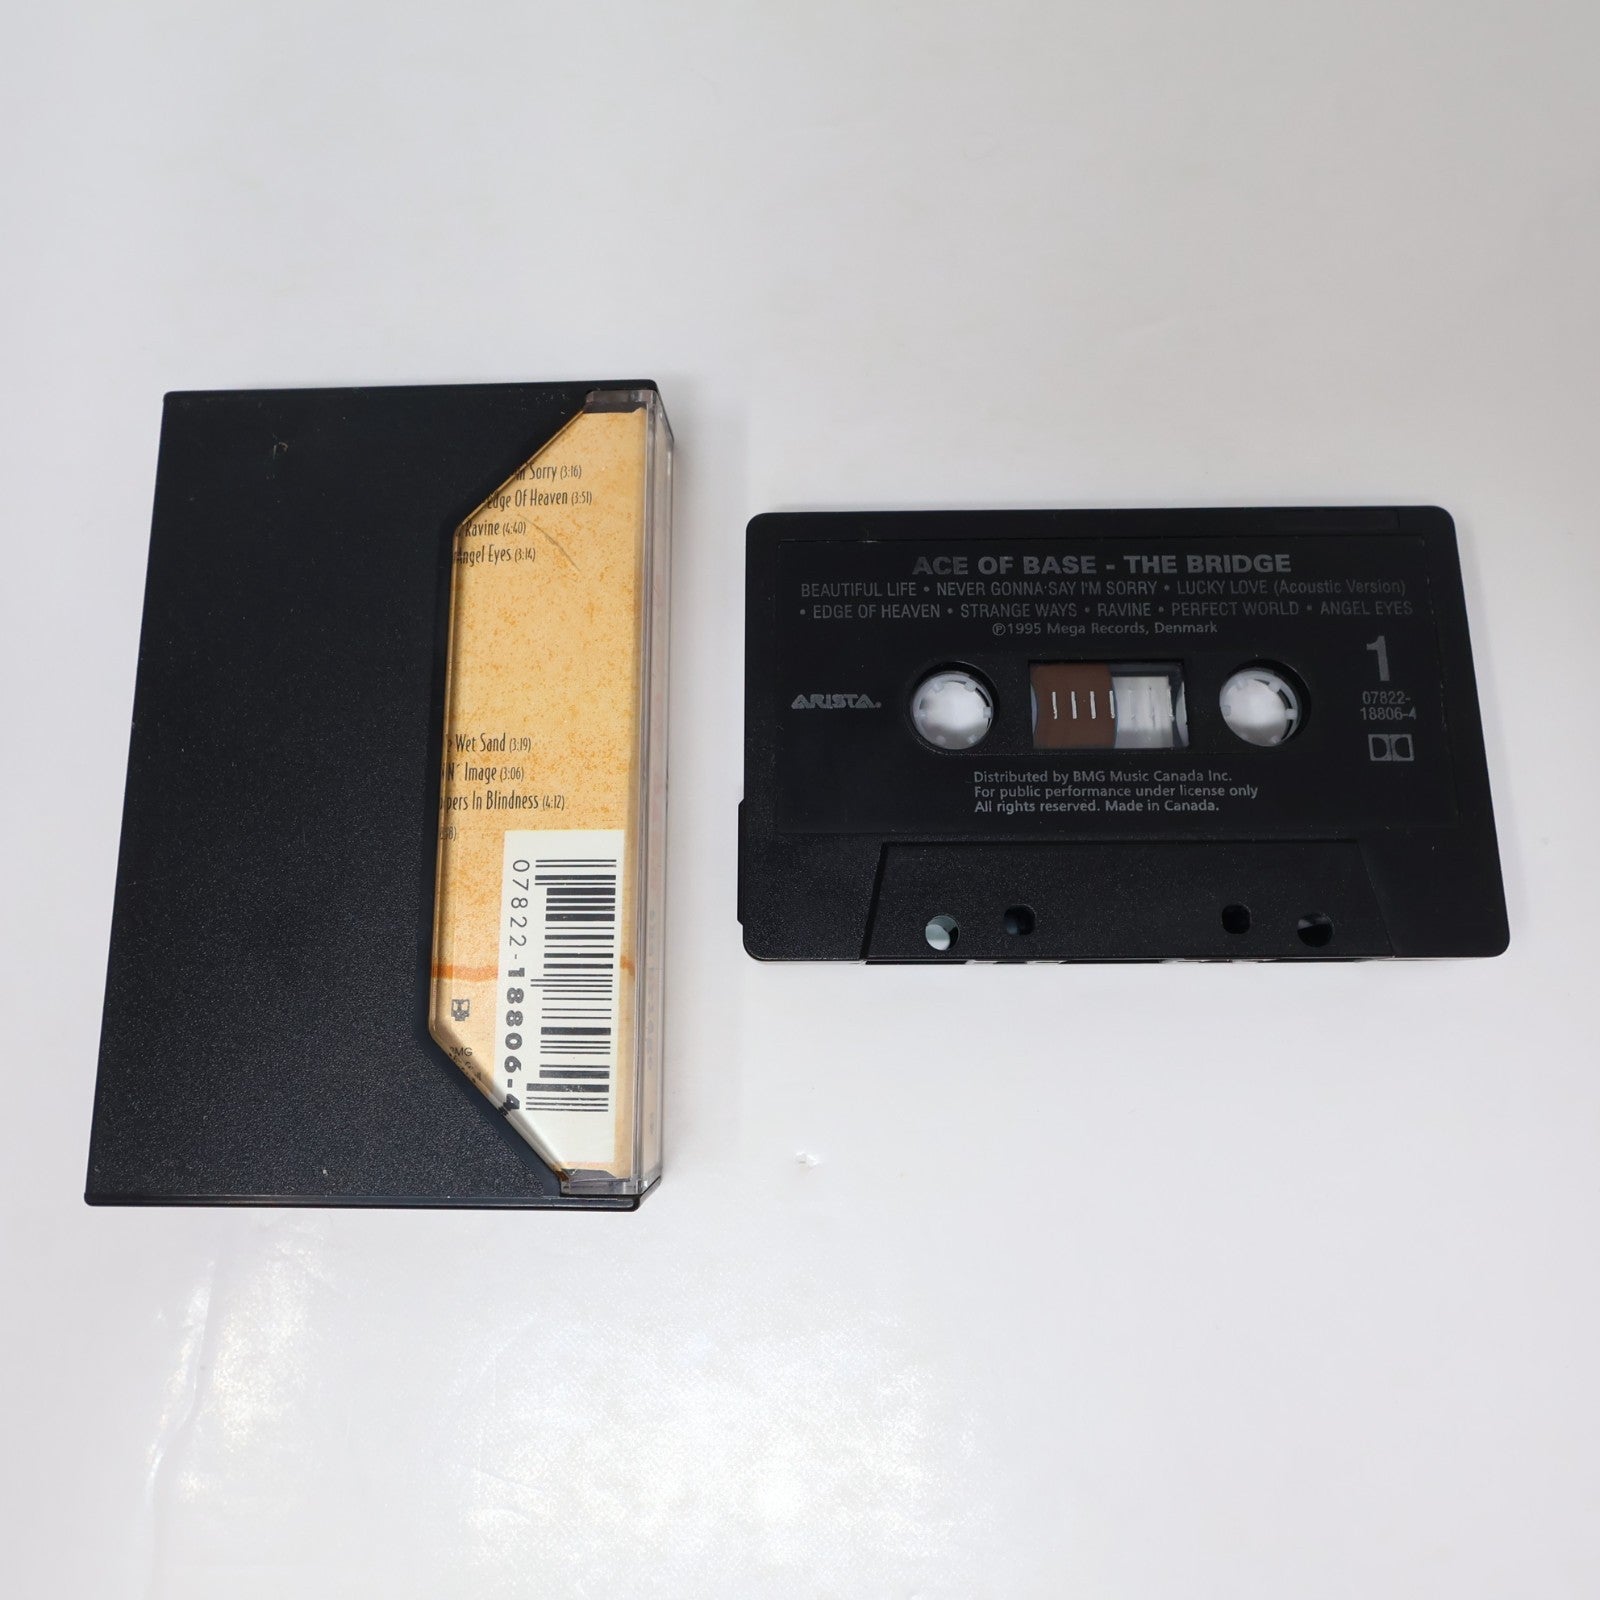 Sorry (3:16)
Edge Of Heaven (3:51)
Ravine (4:40)
Angel Eyes (3:14)
Wet Sand (3:19)
Image (3:06)
In Blindness (4:12)
07822-18806-4
BMG
ACE OF BASE - THE BRIDGE
BEAUTIFUL LIFE • NEVER GONNA SAY I'M SORRY • LUCKY LOVE (Acoustic Version)
• EDGE OF HEAVEN • STRANGE WAYS • RAVINE • PERFECT WORLD • ANGEL EYES
℗1995 Mega Records, Denmark
1
ARISTA.
07822-
18806-4
Distributed by BMG Music Canada Inc.
For public performance under license only
All rights reserved. Made in Canada.